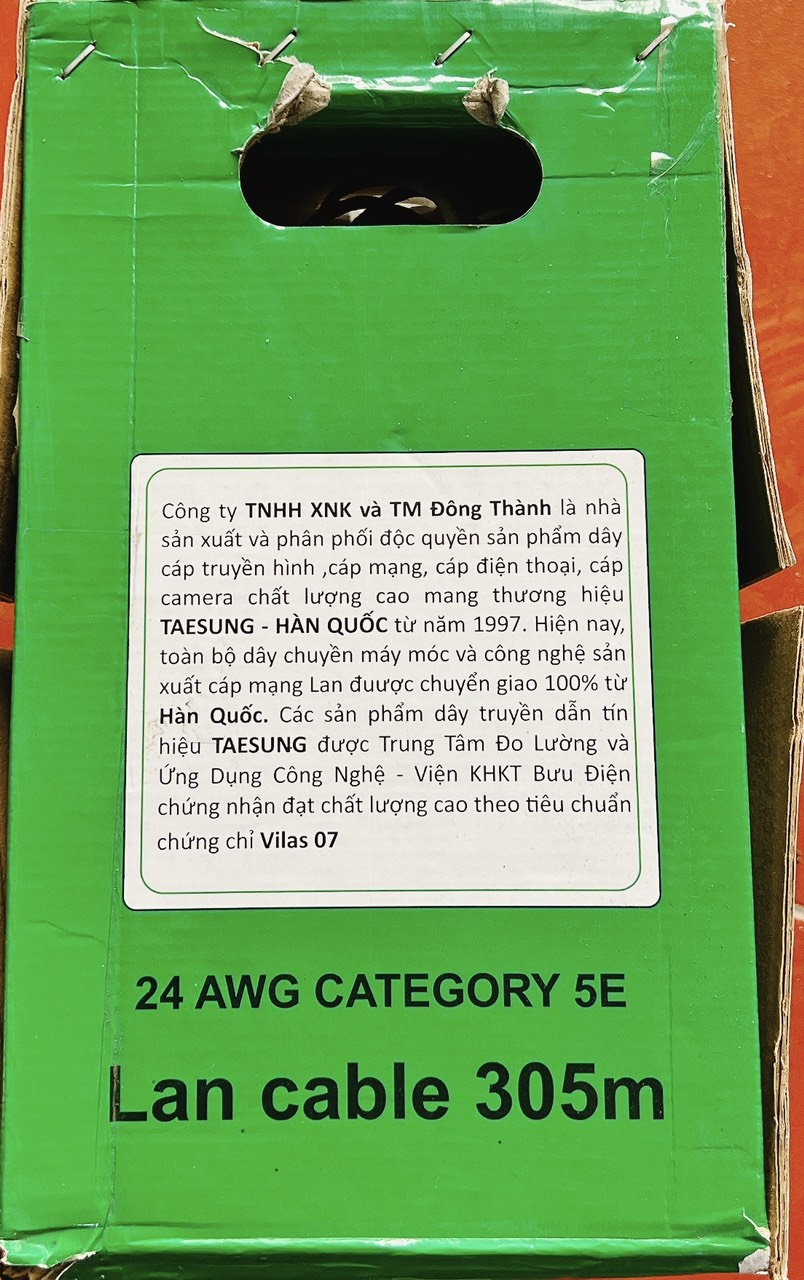 Công ty TNHH XNK và TM Đông Thành là nhà
sản xuất và phân phối độc quyền sản phẩm dây
cáp truyền hình ,cáp mạng, cáp điện thoại, cáp
camera chất lượng cao mang thương hiệu
TAESUNG - HÀN QUỐC từ năm 1997. Hiện nay,
toàn bộ dây chuyền máy móc và công nghệ sản
xuất cáp mạng Lan đuược chuyển giao 100% từ
Hàn Quốc. Các sản phẩm dây truyền dẫn tín
hiệu TAESUNG được Trung Tâm Đo Lường và
Ứng Dụng Công Nghệ - Viện KHKT Bưu Điện
chứng nhận đạt chất lượng cao theo tiêu chuẩn
chứng chỉ Vilas 07
24 AWG CATEGORY 5E
Lan cable 305m